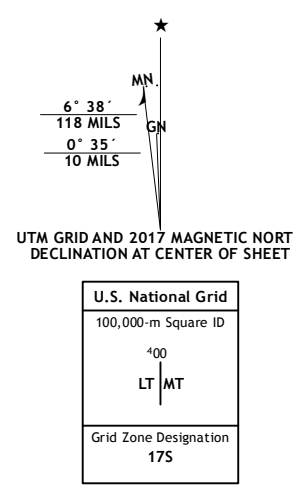 ★
MN
6° 38´
118 MILS
GN
0° 35´
10 MILS
UTM GRID AND 2017 MAGNETIC NORT
DECLINATION AT CENTER OF SHEET
U.S. National Grid
100,000-m Square ID
⁴00
LT MT
Grid Zone Designation
17S